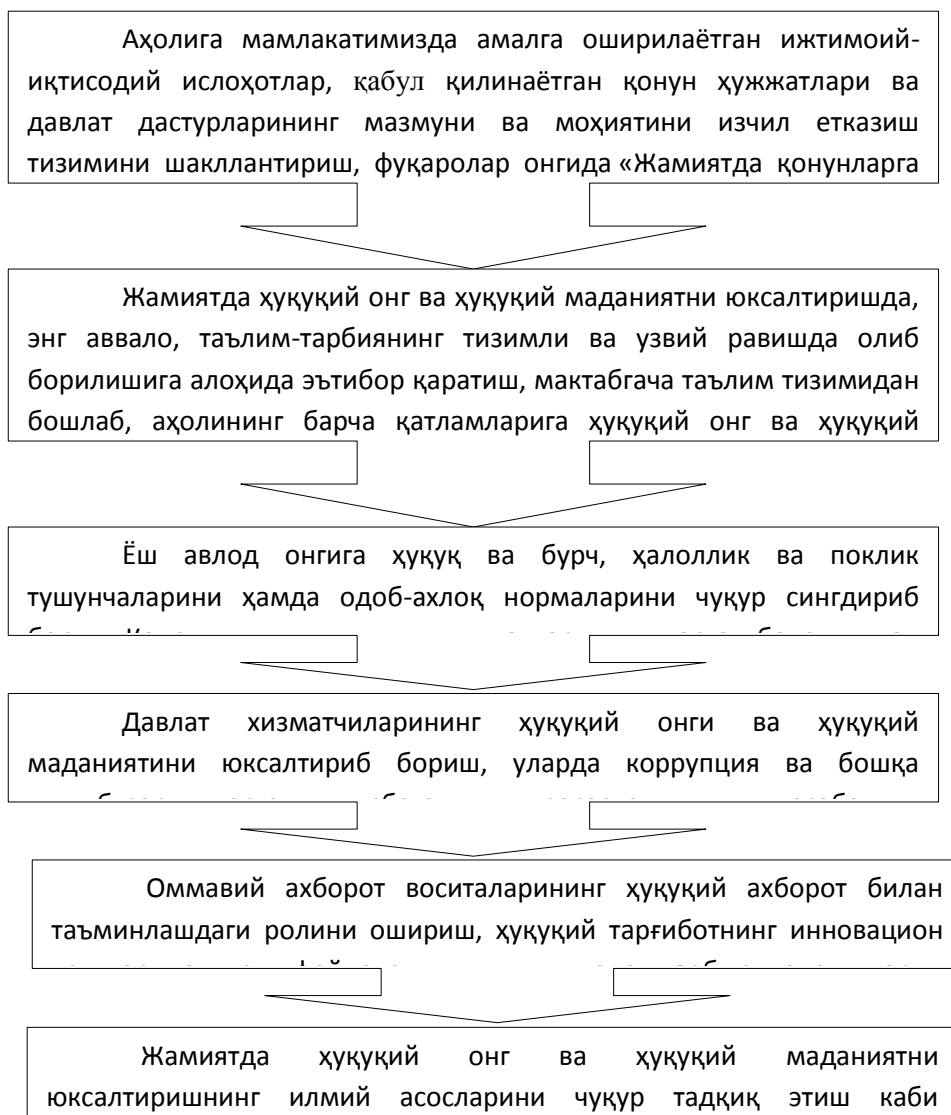 Аҳолига мамлакатимизда амалга оширилаётган ижтимоий-
иқтисодий ислоҳотлар, қабул қилинаётган қонун ҳужжатлари ва
давлат дастурларининг мазмуни ва моҳиятини изчил етказиш
тизимини шакллантириш, фуқаролар онгида «Жамиятда қонунларга
Жамиятда ҳуқуқий онг ва ҳуқуқий маданиятни юксалтиришда,
энг аввало, таълим-тарбиянинг тизимли ва узвий равишда олиб
борилишига алоҳида эътибор қаратиш, мактабгача таълим тизимидан
бошлаб, аҳолининг барча қатламларига ҳуқуқий онг ва ҳуқуқий
Ёш авлод онгига ҳуқуқ ва бурч, ҳалоллик ва поклик
тушунчаларини ҳамда одоб-ахлоқ нормаларини чуқур сингдириб
Давлат хизматчиларининг ҳуқуқий онги ва ҳуқуқий
маданиятини юксалтириб бориш, уларда коррупция ва бошқа
Оммавий ахборот воситаларининг ҳуқуқий ахборот билан
таъминлашдаги ролини ошириш, ҳуқуқий тарғиботнинг инновацион
Жамиятда ҳуқуқий онг ва ҳуқуқий маданиятни
юксалтиришнинг илмий асосларини чуқур тадқиқ этиш каби